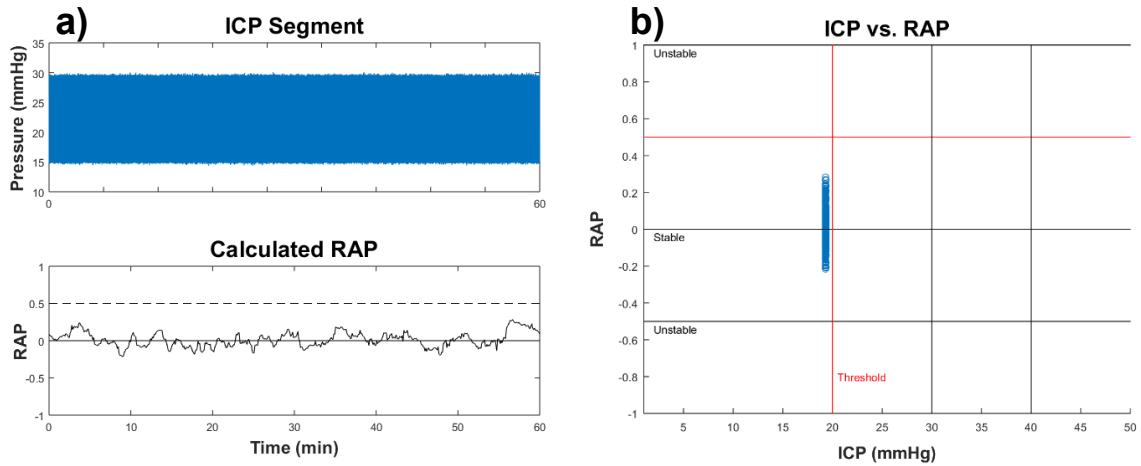 a)
ICP Segment
Pressure (mmHg)
35
30
25
20
15
10
0
60
Calculated RAP
RAP
1
0.5
0
-0.5
-1
0
10
20
30
40
50
60
Time (min)
b)
ICP vs. RAP
RAP
1
0.8
0.6
0.4
0.2
0
-0.2
-0.4
-0.6
-0.8
-1
Unstable
Stable
Unstable
Threshold
5
10
15
20
25
30
35
40
45
50
ICP (mmHg)